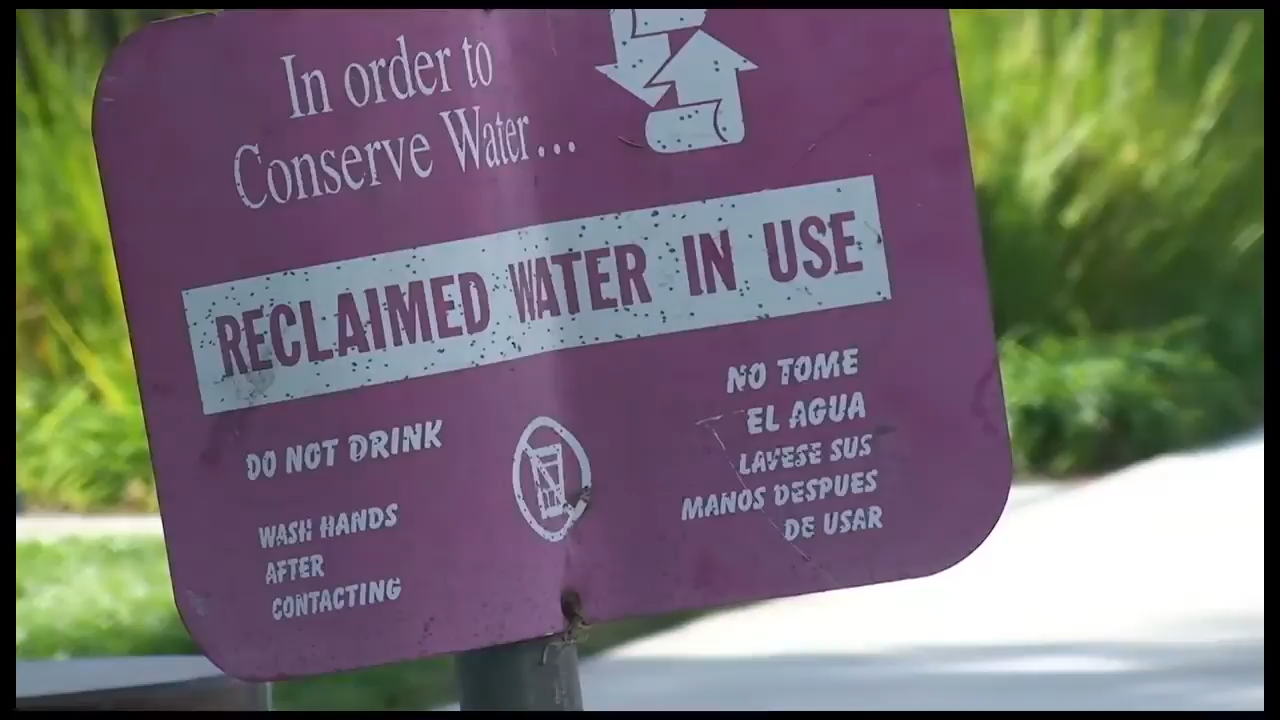 In order to
Conserve Water...
RECLAIMED WATER IN USE
DO NOT DRINK
WASH HANDS
AFTER
CONTACTING
NO TOME
EL AGUA
LAVESE SUS
MANOS DESPUES
DE USAR